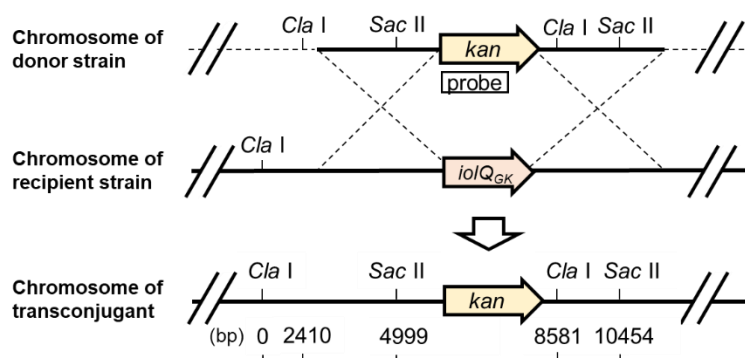 Chromosome of
donor strain
Cla I Sac II kan Cla I Sac II
probe
Chromosome of
recipient strain
Cla I iolQGK
Chromosome of
transconjugant
Cla I Sac II kan Cla I Sac II
(bp) 0 2410 4999 8581 10454